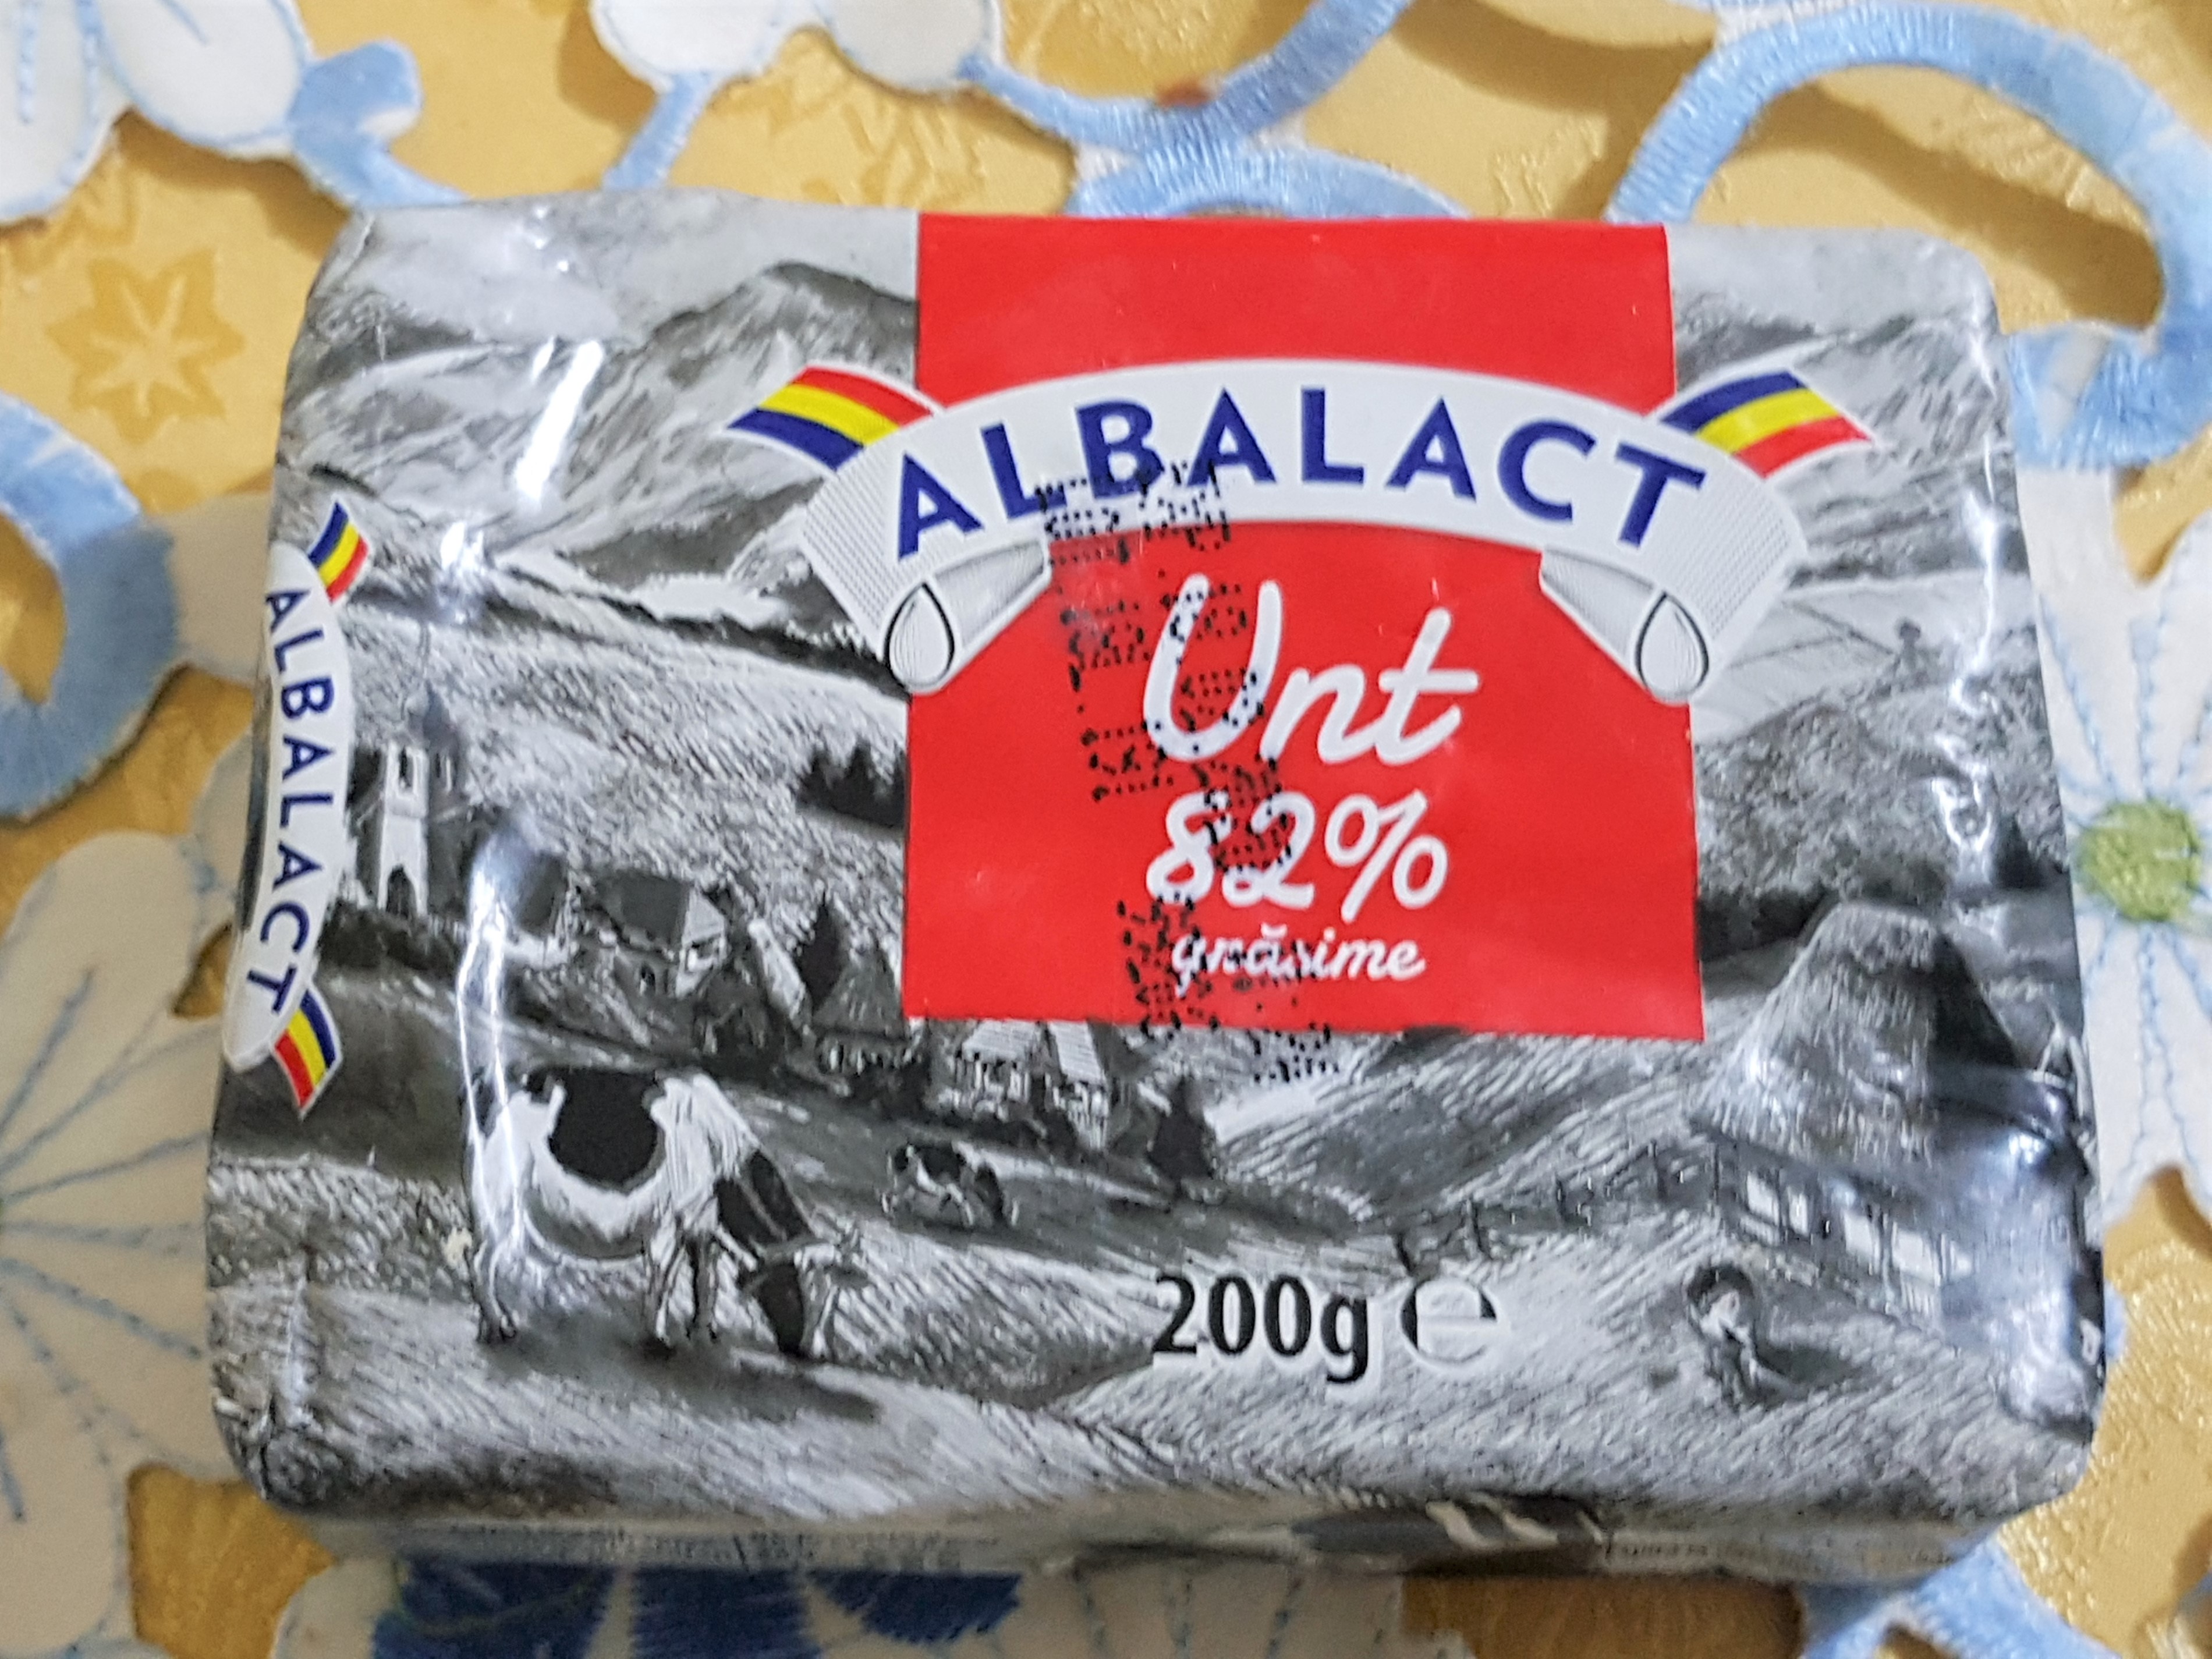 ALBALACT
Unt
82%
grăsime
200g e
ALBALACT